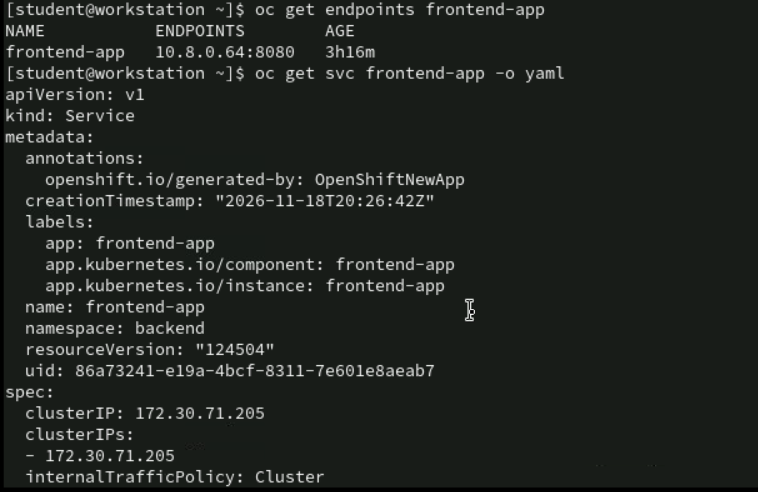 [student@workstation ~]$ oc get endpoints frontend-app
NAME           ENDPOINTS        AGE
frontend-app   10.8.0.64:8080   3h16m
[student@workstation ~]$ oc get svc frontend-app -o yaml
apiVersion: v1
kind: Service
metadata:
  annotations:
    openshift.io/generated-by: OpenShiftNewApp
  creationTimestamp: "2026-11-18T20:26:42Z"
  labels:
    app: frontend-app
    app.kubernetes.io/component: frontend-app
    app.kubernetes.io/instance: frontend-app
  name: frontend-app
  namespace: backend
  resourceVersion: "124504"
  uid: 86a73241-e19a-4bcf-8311-7e601e8aeab7
spec:
  clusterIP: 172.30.71.205
  clusterIPs:
  - 172.30.71.205
  internalTrafficPolicy: Cluster